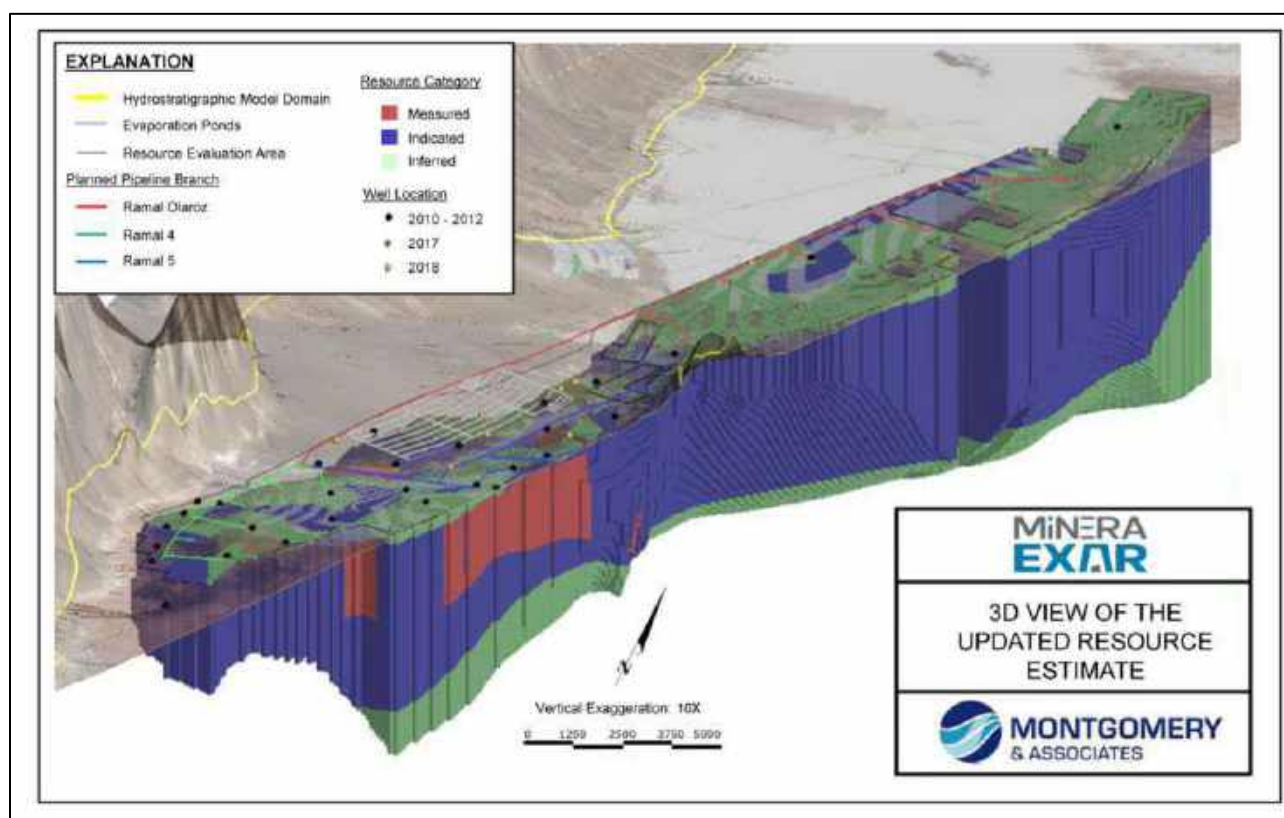 EXPLANATION
Hydrostratigraphic Model Domain
Evaporation Ponds
Resource Evaluation Area
Planned Pipeline Branch
Ramal Olaroz
Ramal 4
Ramal 5
Resource Category
Measured
Indicated
Inferred
Well Location
2010 - 2012
2017
2018
N
Vertical Exaggeration: 10X
0 1250 2500 3750 5000
MINERA
EXAR
3D VIEW OF THE
UPDATED RESOURCE
ESTIMATE
MONTGOMERY
& ASSOCIATES